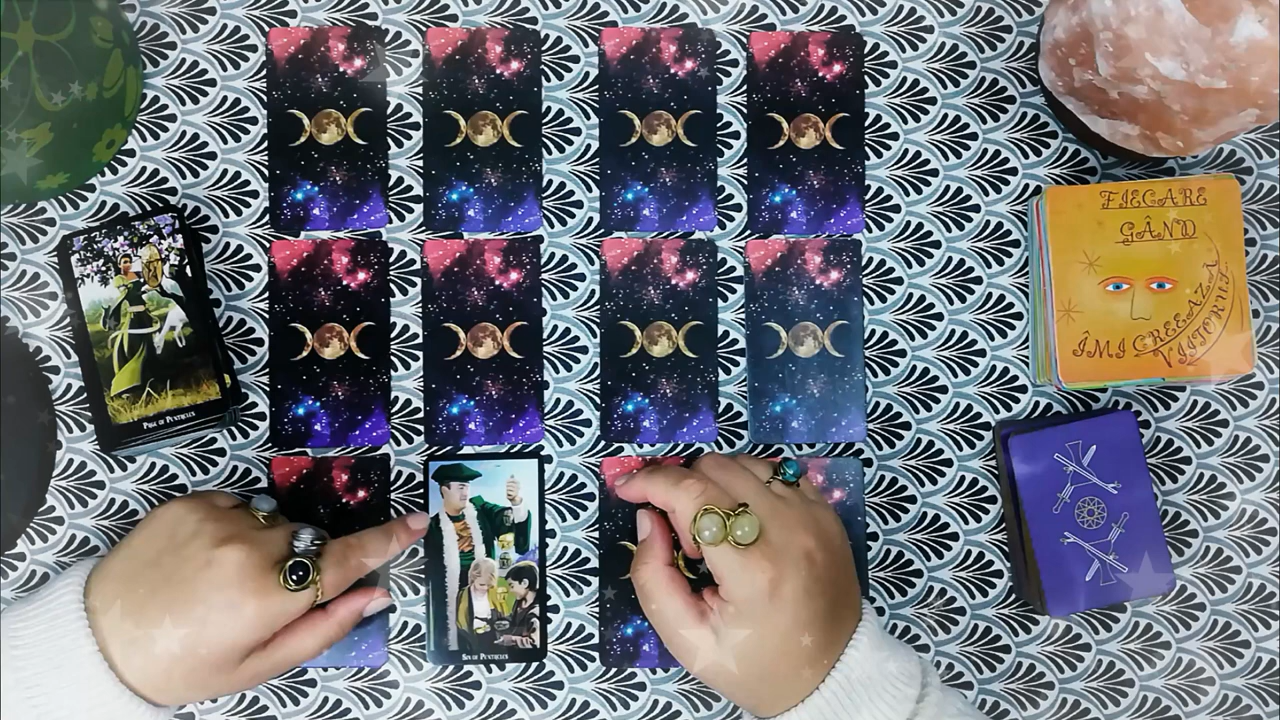 FIECARE
GÂND
ÎMI CREEAZĂ
VIITORUL
PAGE OF PENTACLES
SIX OF PENTACLES